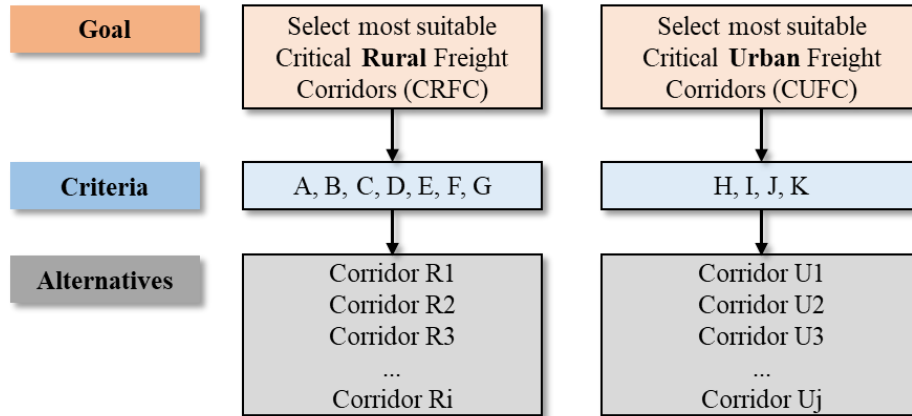 Goal
Select most suitable
Critical Rural Freight
Corridors (CRFC)
Select most suitable
Critical Urban Freight
Corridors (CUFC)
Criteria
A, B, C, D, E, F, G
H, I, J, K
Alternatives
Corridor R1
Corridor R2
Corridor R3
...
Corridor Ri
Corridor U1
Corridor U2
Corridor U3
...
Corridor Uj